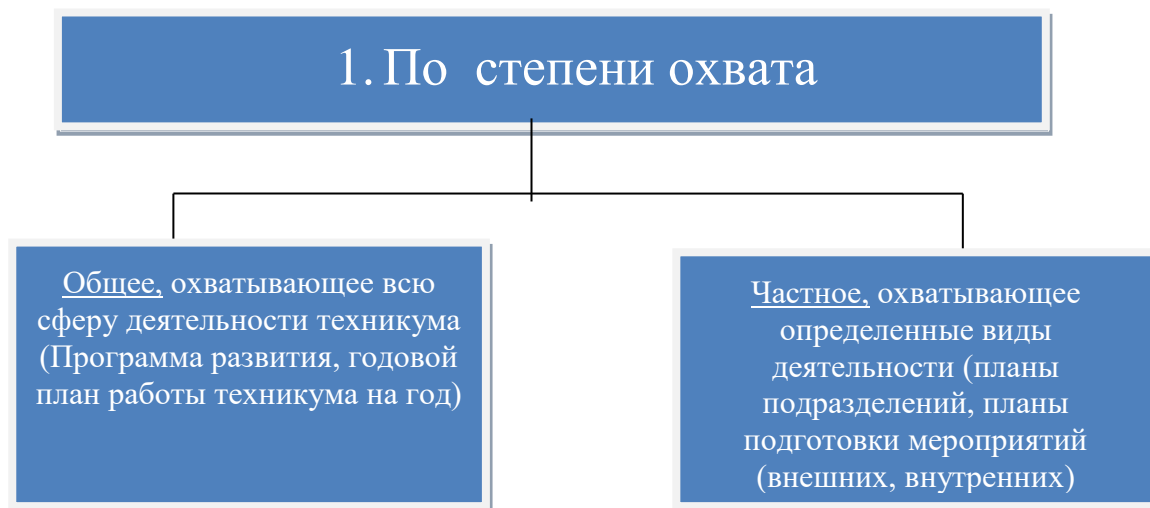 1. По степени охвата
Общее, охватывающее всю
сферу деятельности техникума
(Программа развития, годовой
план работы техникума на год)
Частное, охватывающее
определенные виды
деятельности (планы
подразделений, планы
подготовки мероприятий
(внешних, внутренних)